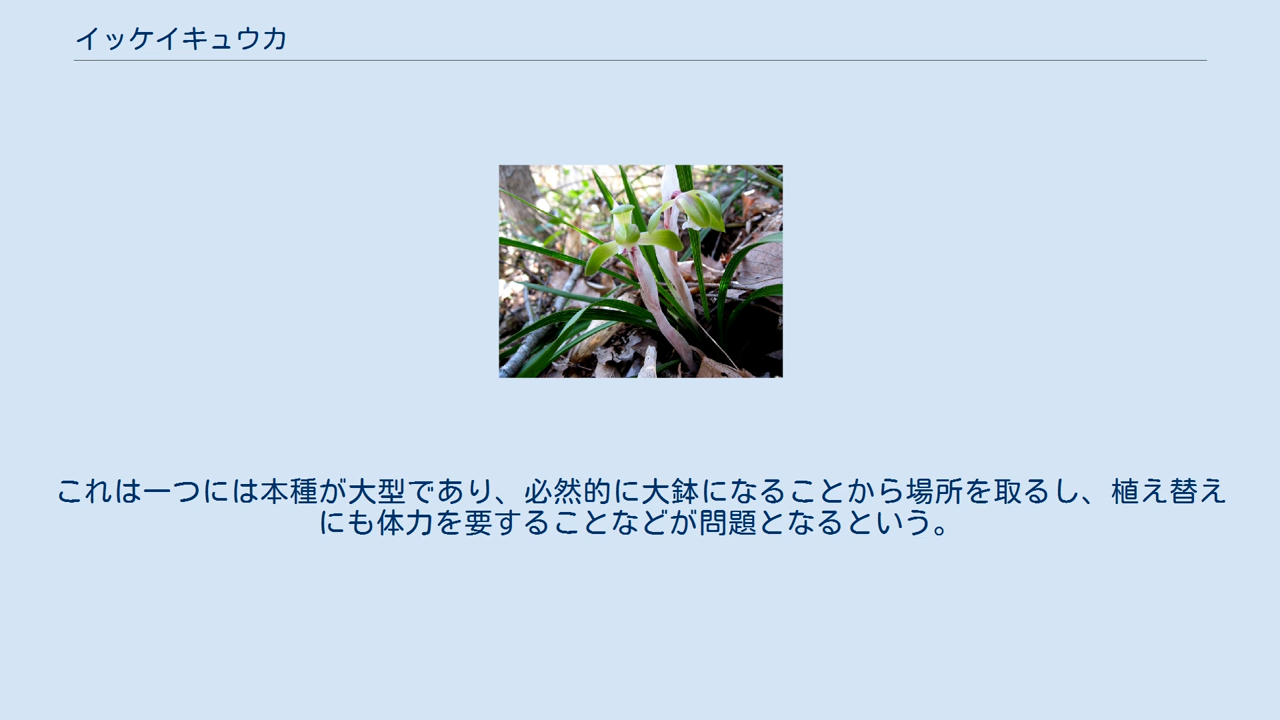 イッケイキュウカ
これは一つには本種が大型であり、必然的に大鉢になることから場所を取るし、植え替え
にも体力を要することなどが問題となるという。